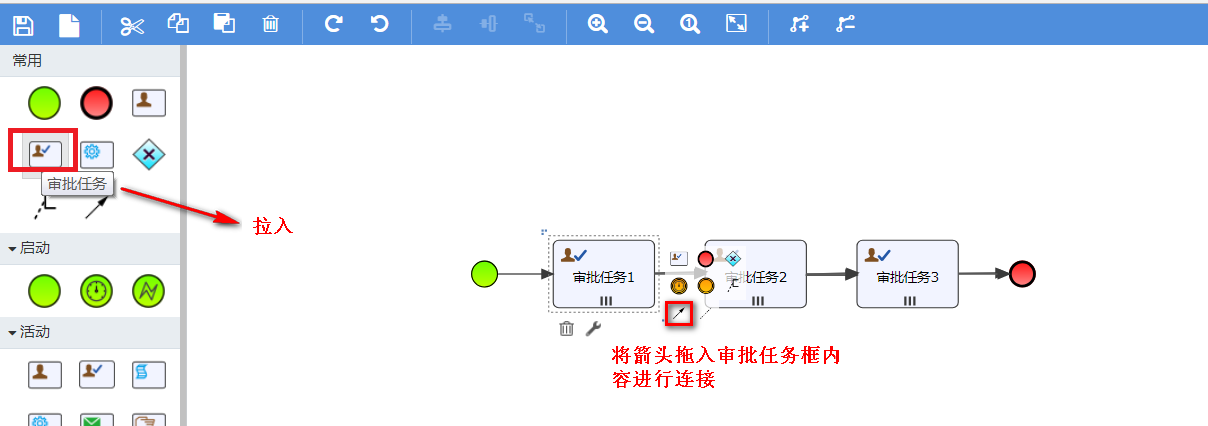 常用
审批任务
拉入
启动
审批任务1
审批任务2
审批任务3
将箭头拖入审批任务框内
容进行连接
活动